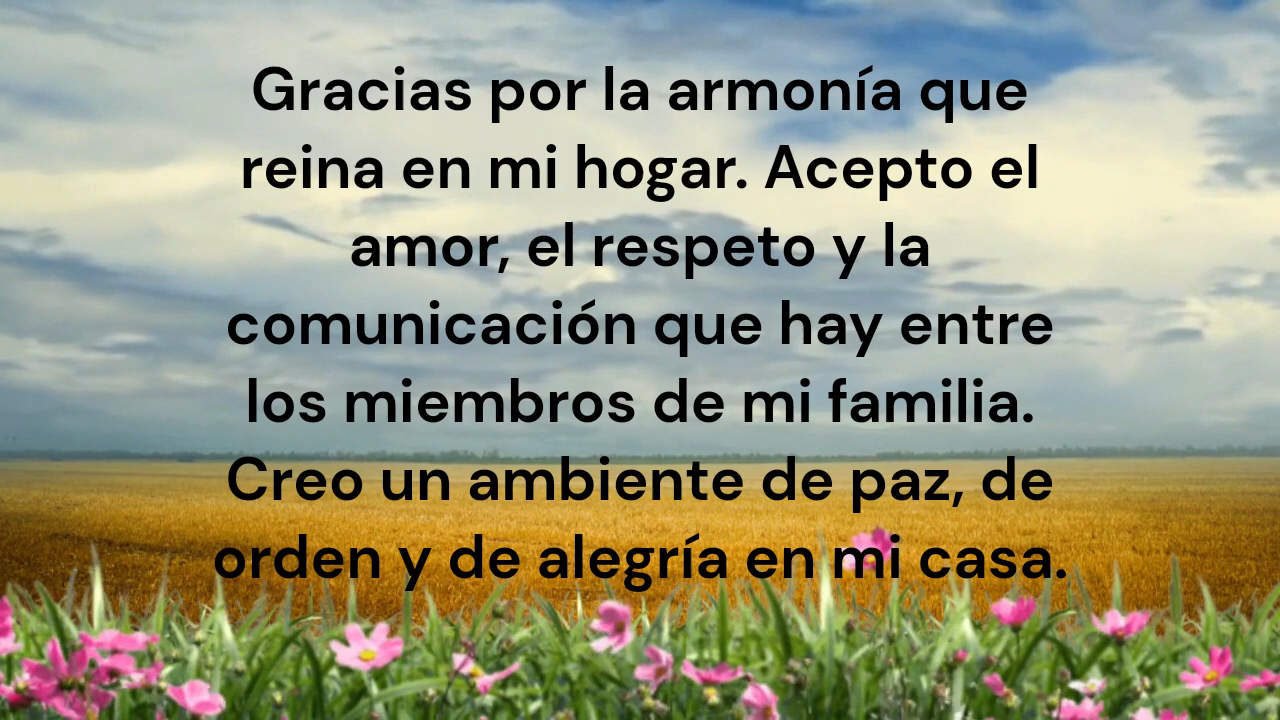 Gracias por la armonía que
reina en mi hogar. Acepto el
amor, el respeto y la
comunicación que hay entre
los miembros de mi familia.
Creo un ambiente de paz, de
orden y de alegría en mi casa.